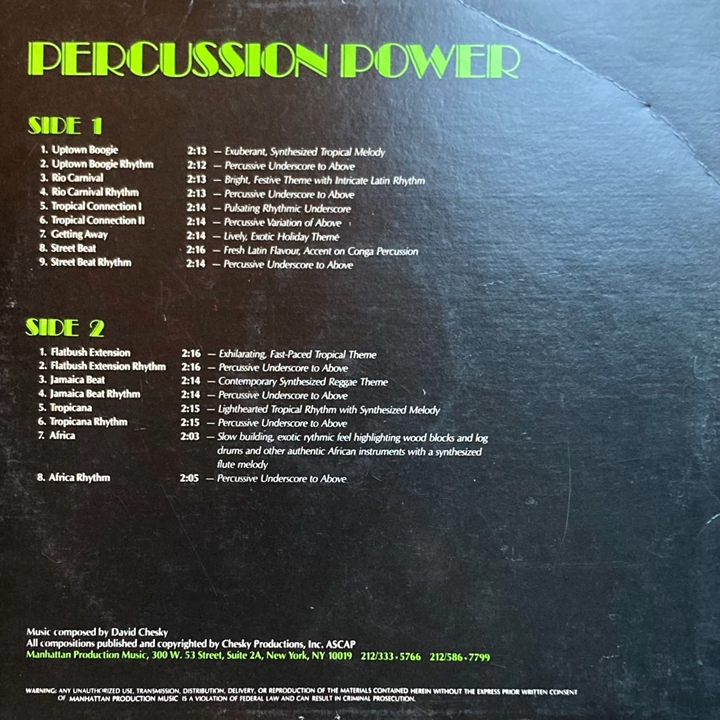 PERCUSSION POWER
SIDE 1
1. Uptown Boogie 2:13 — Exuberant, Synthesized Tropical Melody
2. Uptown Boogie Rhythm 2:12 — Percussive Underscore to Above
3. Rio Carnival 2:13 — Bright, Festive Theme with Intricate Latin Rhythm
4. Rio Carnival Rhythm 2:13 — Percussive Underscore to Above
5. Tropical Connection I 2:14 — Pulsating Rhythmic Underscore
6. Tropical Connection II 2:14 — Percussive Variation of Above
7. Getting Away 2:14 — Lively, Exotic Holiday Theme
8. Street Beat 2:16 — Fresh Latin Flavour, Accent on Conga Percussion
9. Street Beat Rhythm 2:14 — Percussive Underscore to Above
SIDE 2
1. Flatbush Extension 2:16 — Exhilarating, Fast-Paced Tropical Theme
2. Flatbush Extension Rhythm 2:16 — Percussive Underscore to Above
3. Jamaica Beat 2:14 — Contemporary Synthesized Reggae Theme
4. Jamaica Beat Rhythm 2:14 — Percussive Underscore to Above
5. Tropicana 2:15 — Lighthearted Tropical Rhythm with Synthesized Melody
6. Tropicana Rhythm 2:15 — Percussive Underscore to Above
7. Africa 2:03 — Slow building, exotic rythmic feel highlighting wood blocks and log
drums and other authentic African instruments with a synthesized
flute melody
8. Africa Rhythm 2:05 — Percussive Underscore to Above
Music composed by David Chesky
All compositions published and copyrighted by Chesky Productions, Inc. ASCAP
Manhattan Production Music, 300 W. 53 Street, Suite 2A, New York, NY 10019 212/333•5766 212/586•7799
WARNING: ANY UNAUTHORIZED USE, TRANSMISSION, DISTRIBUTION, DELIVERY, OR REPRODUCTION OF THE MATERIALS CONTAINED HEREIN WITHOUT THE EXPRESS PRIOR WRITTEN CONSENT
OF MANHATTAN PRODUCTION MUSIC IS A VIOLATION OF FEDERAL LAW AND CAN RESULT IN CRIMINAL PROSECUTION.